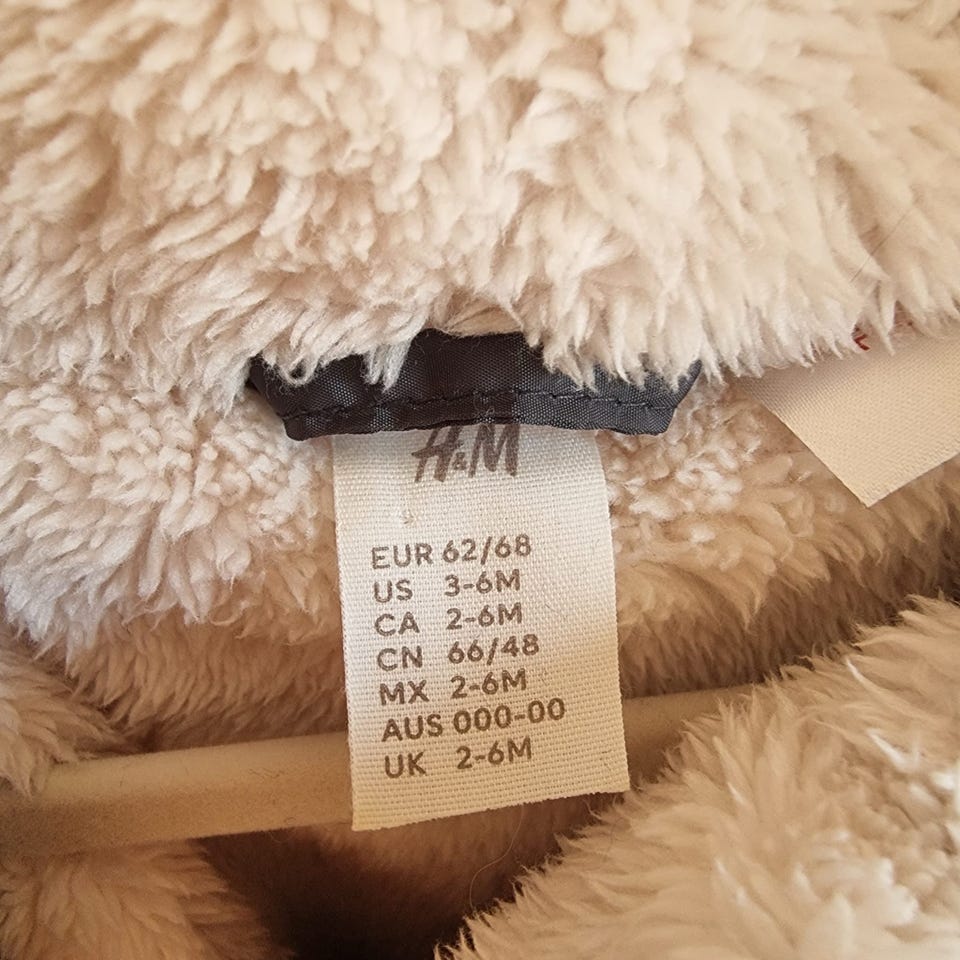 H&M
EUR 62/68
US 3-6M
CA 2-6M
CN 66/48
MX 2-6M
AUS 000-00
UK 2-6M